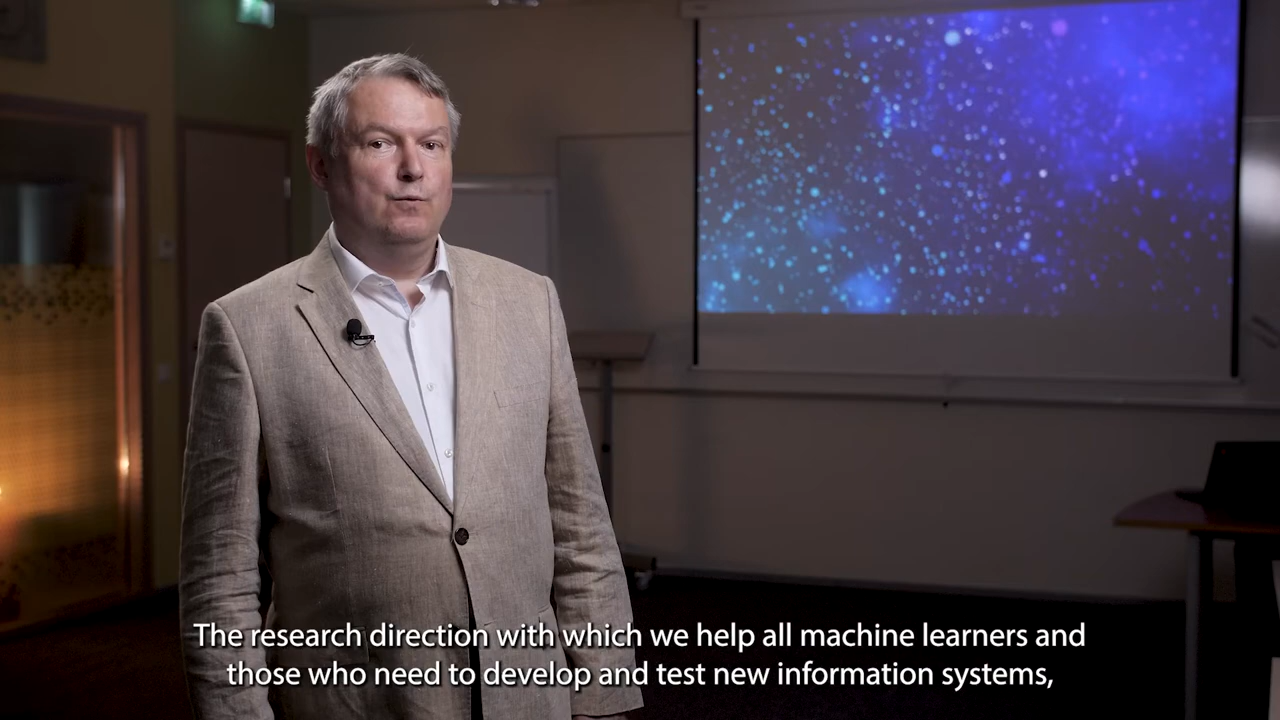 The research direction with which we help all machine learners and
those who need to develop and test new information systems,